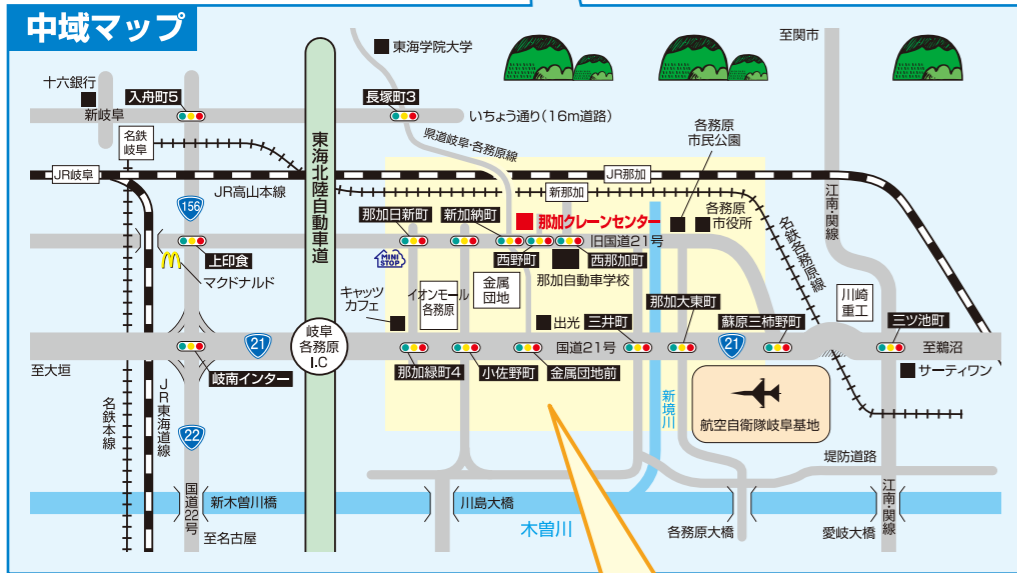 中域マップ
至関市
東海学院大学
十六銀行
入舟町5
長塚町3
新岐阜
いちょう通り(16m道路)
名鉄
岐阜
県道岐阜・各務原線
各務原
市民公園
東海北陸自動車道
JR岐阜
JR高山本線
JR那加
新那加
江南・関線
156
那加日新町
新加納町
那加クレーンセンター
各務原
市役所
名鉄各務原線
旧国道21号
上印食
MINI
STOP
西野町
西那加町
マクドナルド
金属
団地
那加自動車学校
キャッツ
カフェ
イオンモール
各務原
出光
三井町
那加大東町
川崎
重工
蘇原三柿野町
三ツ池町
岐阜
各務原
I.C
21
国道21号
21
至鵜沼
至大垣
岐南インター
那加緑町4
小佐野町
金属団地前
サーティワン
名鉄本線
JR東海道線
新境川
航空自衛隊岐阜基地
22
堤防道路
国道22号
新木曽川橋
川島大橋
江南・関線
木曽川
各務原大橋
愛岐大橋
至名古屋